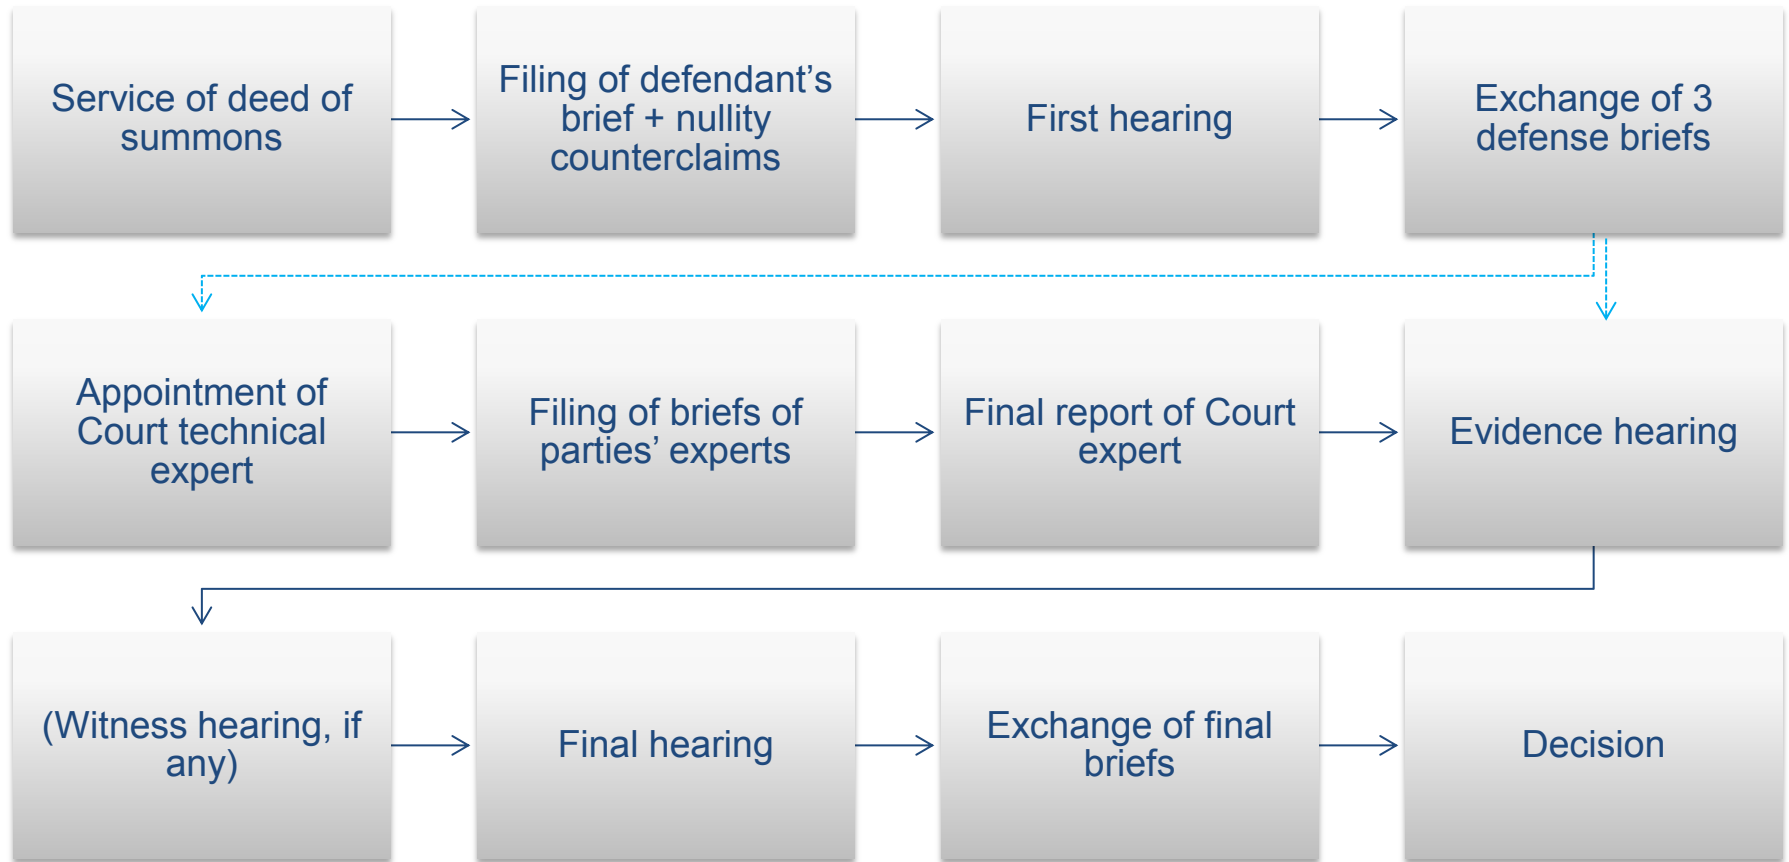 Service of deed of
summons
Filing of defendant’s
brief + nullity
counterclaims
First hearing
Exchange of 3
defense briefs
Appointment of
Court technical
expert
Filing of briefs of
parties’ experts
Final report of Court
expert
Evidence hearing
(Witness hearing, if
any)
Final hearing
Exchange of final
briefs
Decision